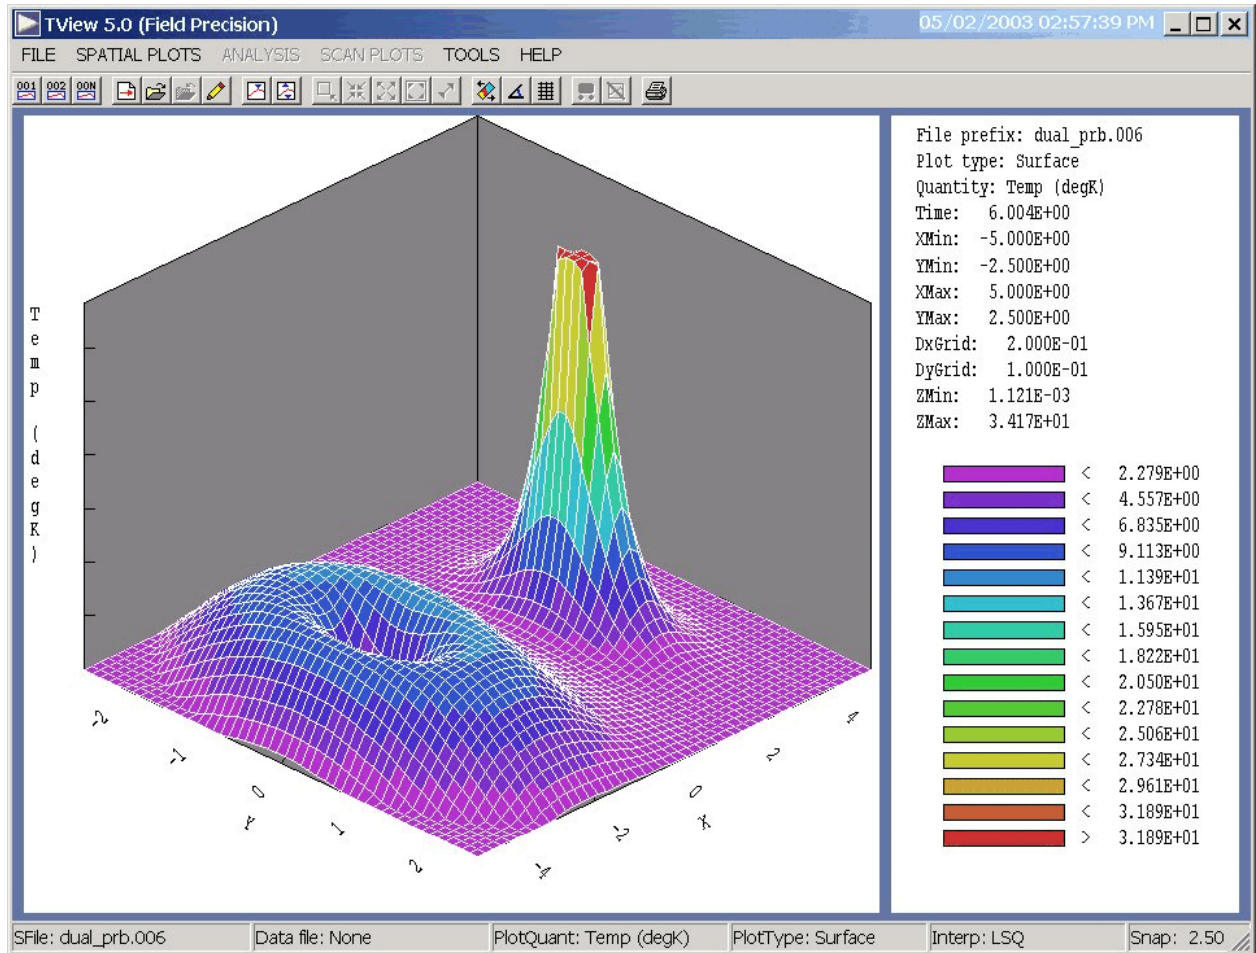 TView 5.0 (Field Precision) 05/02/2003 02:57:39 PM
FILE SPATIAL PLOTS ANALYSIS SCAN PLOTS TOOLS HELP
001 002 00N
File prefix: dual_prb.006
Plot type: Surface
Quantity: Temp (degK)
Time: 6.004E+00
XMin: -5.000E+00
YMin: -2.500E+00
XMax: 5.000E+00
YMax: 2.500E+00
DxGrid: 2.000E-01
DyGrid: 1.000E-01
ZMin: 1.121E-03
ZMax: 3.417E+01
< 2.279E+00
< 4.557E+00
< 6.835E+00
< 9.113E+00
< 1.139E+01
< 1.367E+01
< 1.595E+01
< 1.822E+01
< 2.050E+01
< 2.278E+01
< 2.506E+01
< 2.734E+01
< 2.961E+01
< 3.189E+01
> 3.189E+01
Temp (degK)
-2 -1 0 1 2
Y
-4 -2 0 2 4
X
SFile: dual_prb.006 Data file: None PlotQuant: Temp (degK) PlotType: Surface Interp: LSQ Snap: 2.50